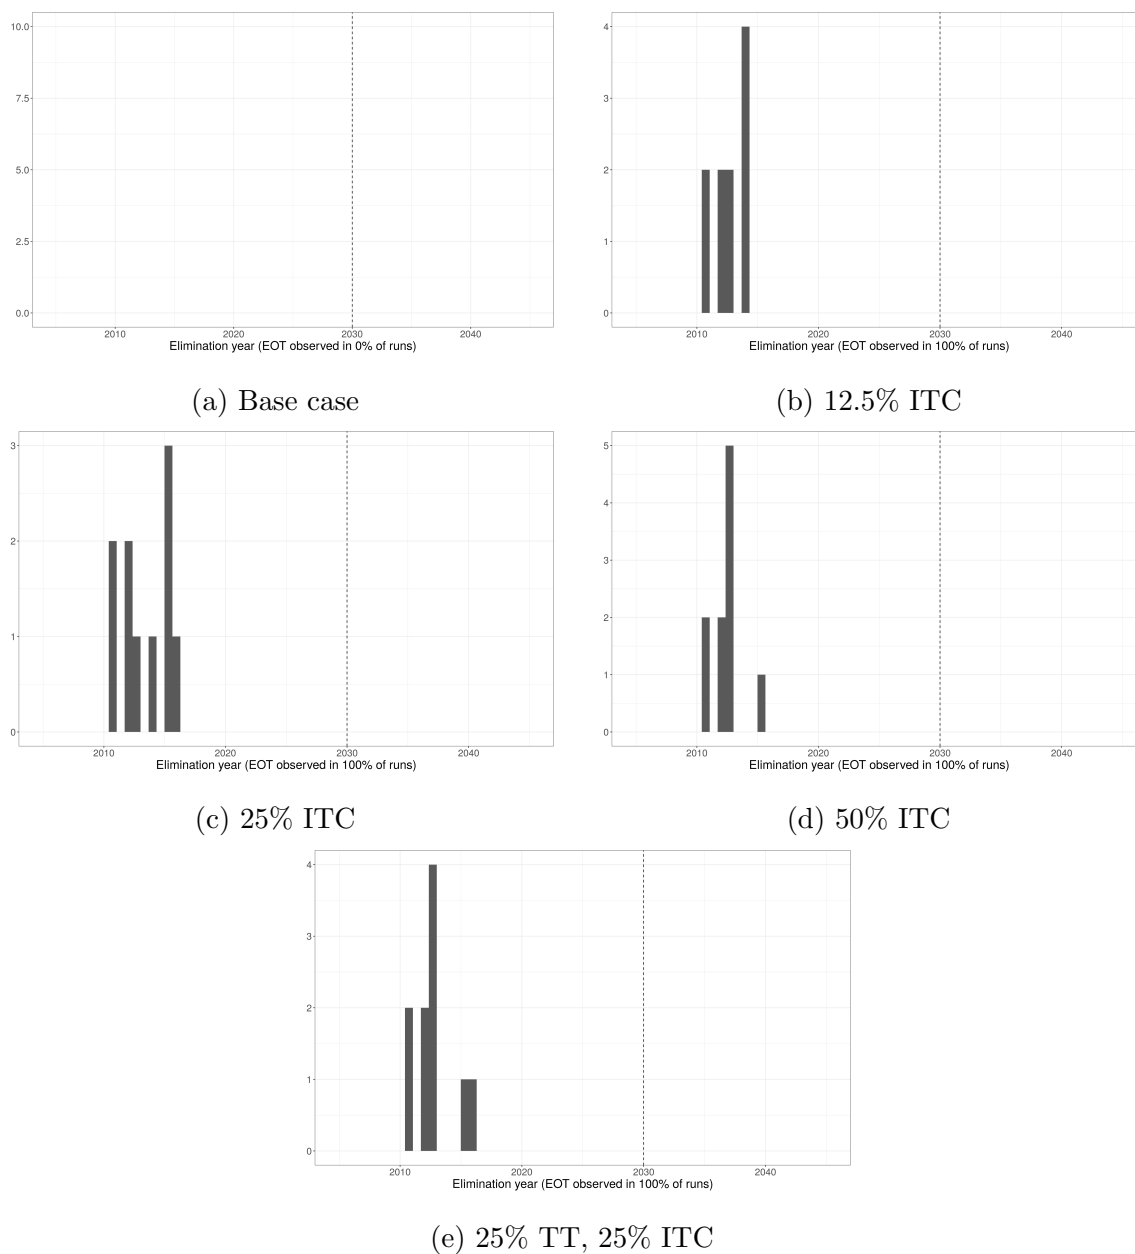 10.0
7.5
5.0
2.5
0.0
2010 2020 2030 2040
Elimination year (EOT observed in 0% of runs)
(a) Base case
4
3
2
1
0
2010 2020 2030 2040
Elimination year (EOT observed in 100% of runs)
(b) 12.5% ITC
3
2
1
0
2010 2020 2030 2040
Elimination year (EOT observed in 100% of runs)
(c) 25% ITC
5
4
3
2
1
0
2010 2020 2030 2040
Elimination year (EOT observed in 100% of runs)
(d) 50% ITC
4
3
2
1
0
2010 2020 2030 2040
Elimination year (EOT observed in 100% of runs)
(e) 25% TT, 25% ITC